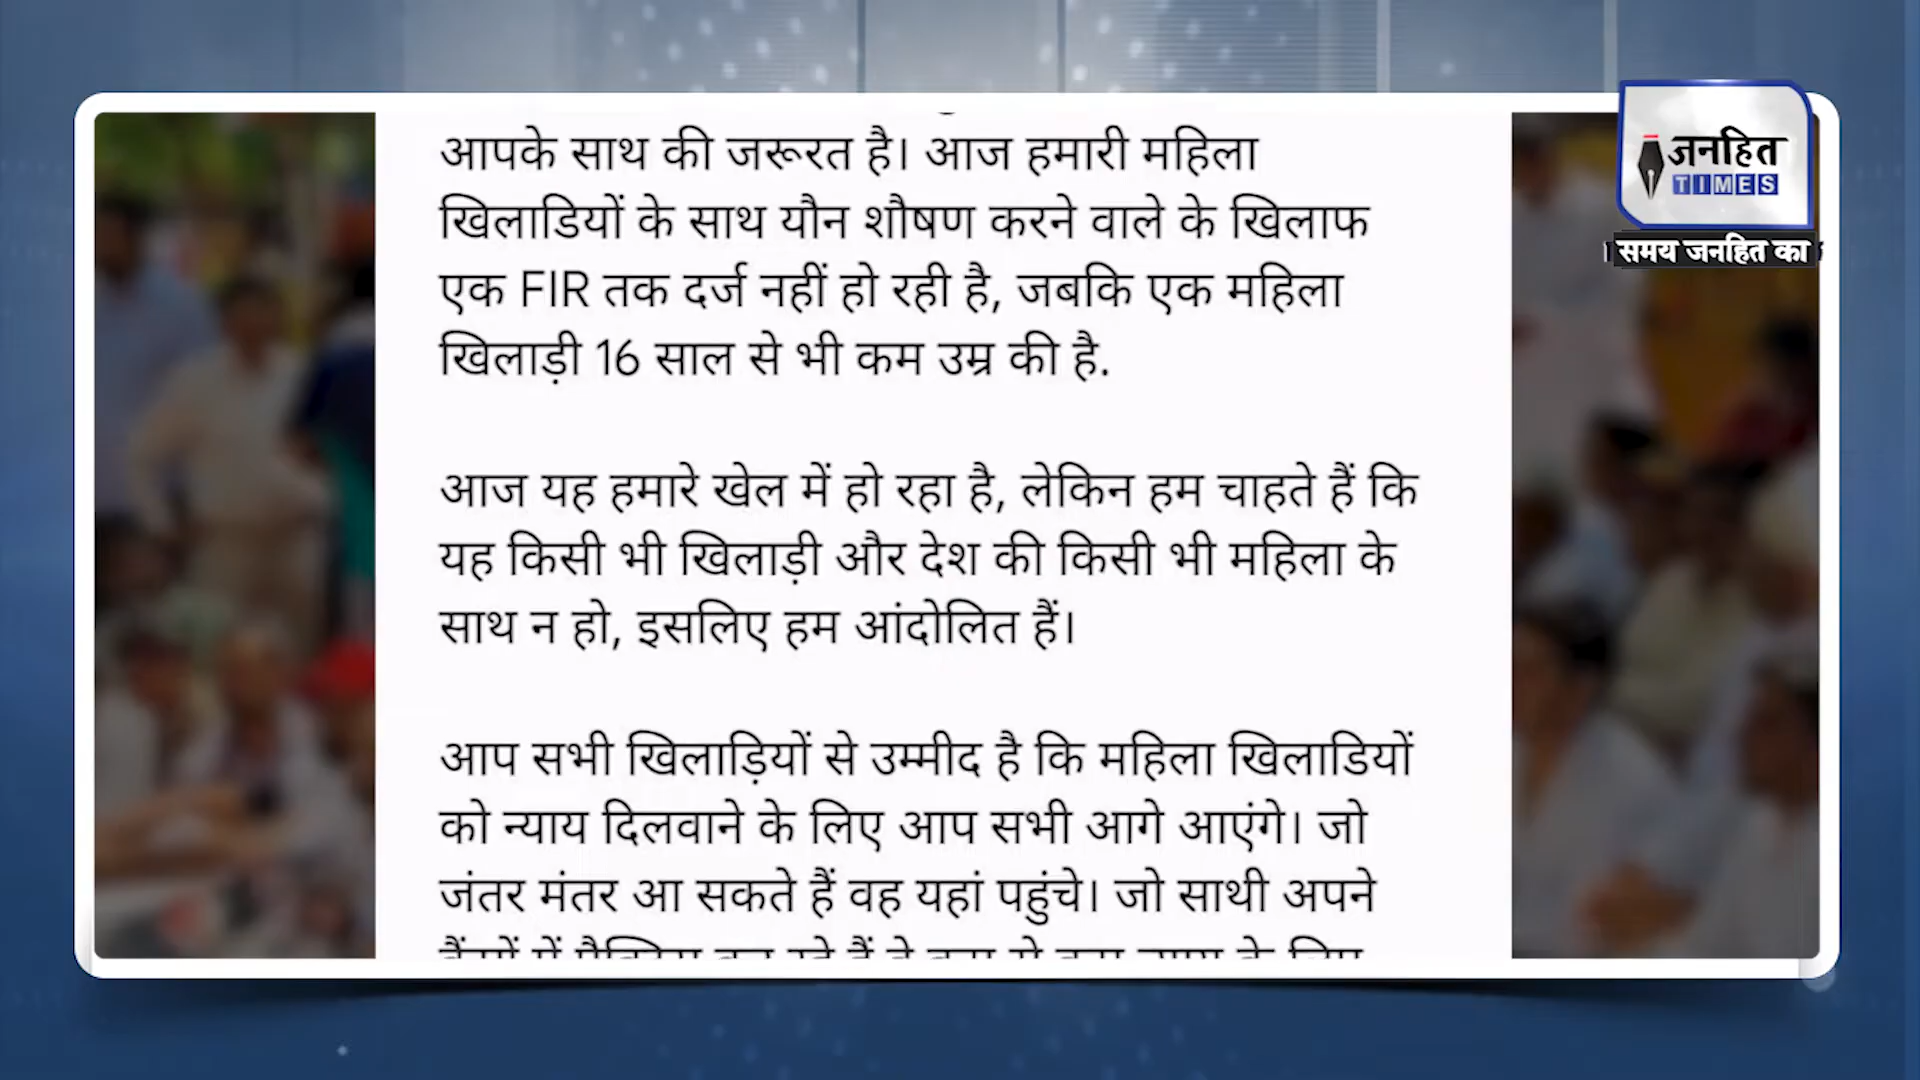 आपके साथ की जरूरत है। आज हमारी महिला
खिलाडियों के साथ यौन शौषण करने वाले के खिलाफ
एक FIR तक दर्ज नहीं हो रही है, जबकि एक महिला
खिलाड़ी 16 साल से भी कम उम्र की है.
आज यह हमारे खेल में हो रहा है, लेकिन हम चाहते हैं कि
यह किसी भी खिलाड़ी और देश की किसी भी महिला के
साथ न हो, इसलिए हम आंदोलित हैं।
आप सभी खिलाड़ियों से उम्मीद है कि महिला खिलाडियों
को न्याय दिलवाने के लिए आप सभी आगे आएंगे। जो
जंतर मंतर आ सकते हैं वह यहां पहुंचे। जो साथी अपने
जनहित
TIMES
समय जनहित का